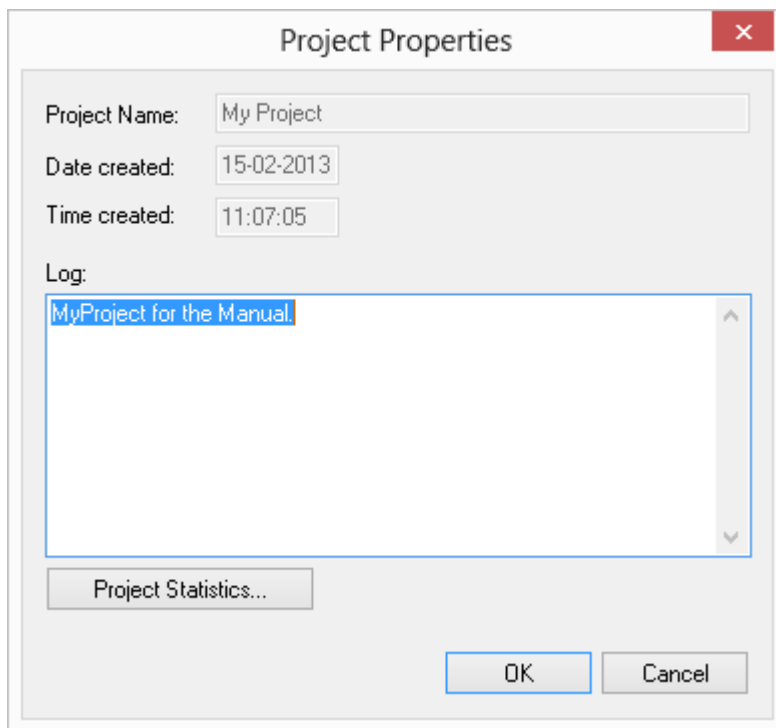 Project Properties
Project Name: My Project
Date created: 15-02-2013
Time created: 11:07:05
Log:
MyProject for the Manual.
Project Statistics...
OK Cancel